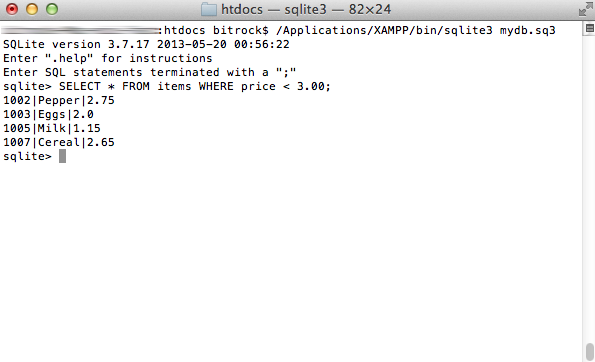 htdocs — sqlite3 — 82×24
:htdocs bitrock$ /Applications/XAMPP/bin/sqlite3 mydb.sq3
SQLite version 3.7.17 2013-05-20 00:56:22
Enter ".help" for instructions
Enter SQL statements terminated with a ";"
sqlite> SELECT * FROM items WHERE price < 3.00;
1002|Pepper|2.75
1003|Eggs|2.0
1005|Milk|1.15
1007|Cereal|2.65
sqlite>